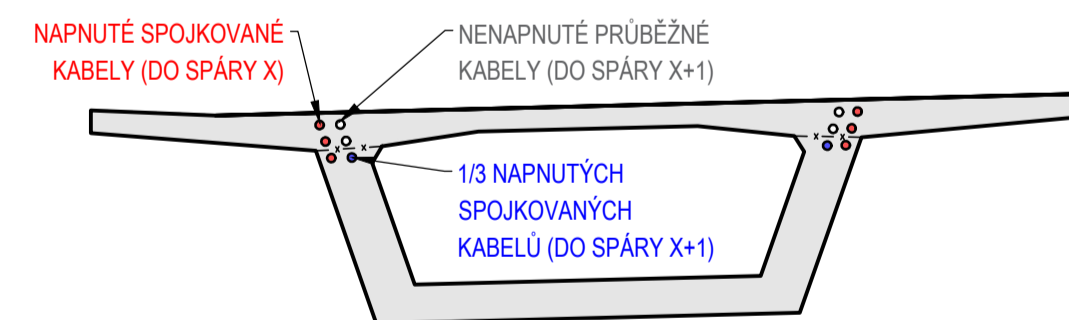 NAPNUTÉ SPOJKOVANÉ
KABELY (DO SPÁRY X)
NENAPNUTÉ PRŮBĚŽNÉ
KABELY (DO SPÁRY X+1)
x x
x x
1/3 NAPNUTÝCH
SPOJKOVANÝCH
KABELŮ (DO SPÁRY X+1)